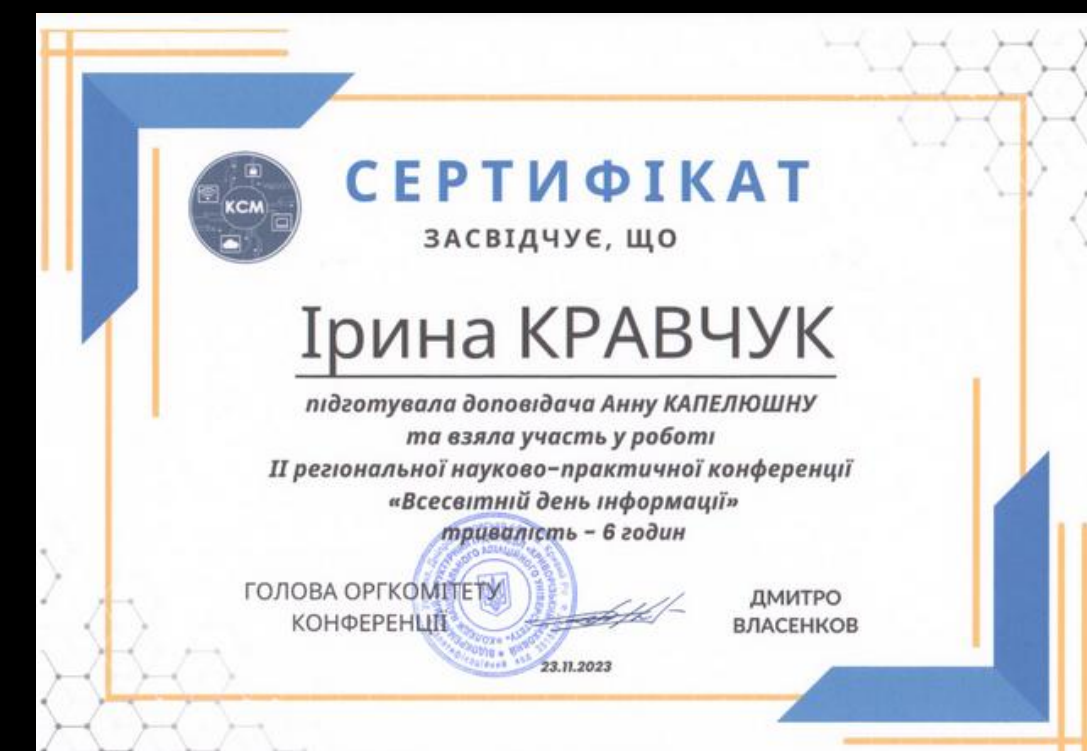 КСМ
СЕРТИФІКАТ
ЗАСВІДЧУЄ, ЩО
Ірина КРАВЧУК
підготувала доповідача Анну КАПЕЛЮШНУ
та взяла участь у роботі
ІІ регіональної науково-практичної конференції
«Всесвітній день інформації»
тривалість – 6 годин
ГОЛОВА ОРГКОМІТЕТУ
КОНФЕРЕНЦІЇ
ДМИТРО
ВЛАСЕНКОВ
23.11.2023